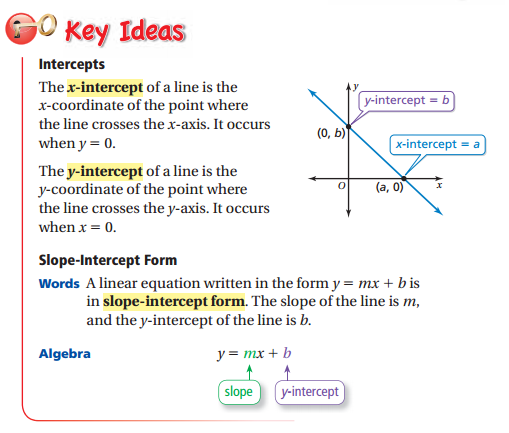 Key Ideas
Intercepts
The x-intercept of a line is the
x-coordinate of the point where
the line crosses the x-axis. It occurs
when y = 0.
The y-intercept of a line is the
y-coordinate of the point where
the line crosses the y-axis. It occurs
when x = 0.
y
y-intercept = b
(0, b)
x-intercept = a
O
(a, 0)
x
Slope-Intercept Form
Words A linear equation written in the form y = mx + b is
in slope-intercept form. The slope of the line is m,
and the y-intercept of the line is b.
Algebra y = mx + b
slope y-intercept